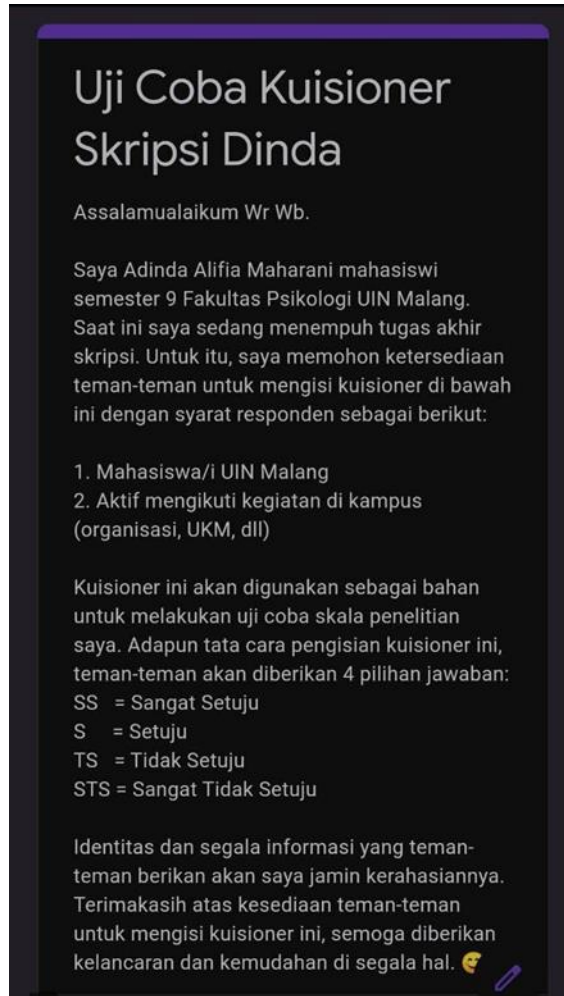 Uji Coba Kuisioner
Skripsi Dinda
Assalamualaikum Wr Wb.
Saya Adinda Alifia Maharani mahasiswi
semester 9 Fakultas Psikologi UIN Malang.
Saat ini saya sedang menempuh tugas akhir
skripsi. Untuk itu, saya memohon ketersediaan
teman-teman untuk mengisi kuisioner di bawah
ini dengan syarat responden sebagai berikut:
1. Mahasiswa/i UIN Malang
2. Aktif mengikuti kegiatan di kampus
(organisasi, UKM, dll)
Kuisioner ini akan digunakan sebagai bahan
untuk melakukan uji coba skala penelitian
saya. Adapun tata cara pengisian kuisioner ini,
teman-teman akan diberikan 4 pilihan jawaban:
SS = Sangat Setuju
S = Setuju
TS = Tidak Setuju
STS = Sangat Tidak Setuju
Identitas dan segala informasi yang teman-
teman berikan akan saya jamin kerahasiannya.
Terimakasih atas kesediaan teman-teman
untuk mengisi kuisioner ini, semoga diberikan
kelancaran dan kemudahan di segala hal.